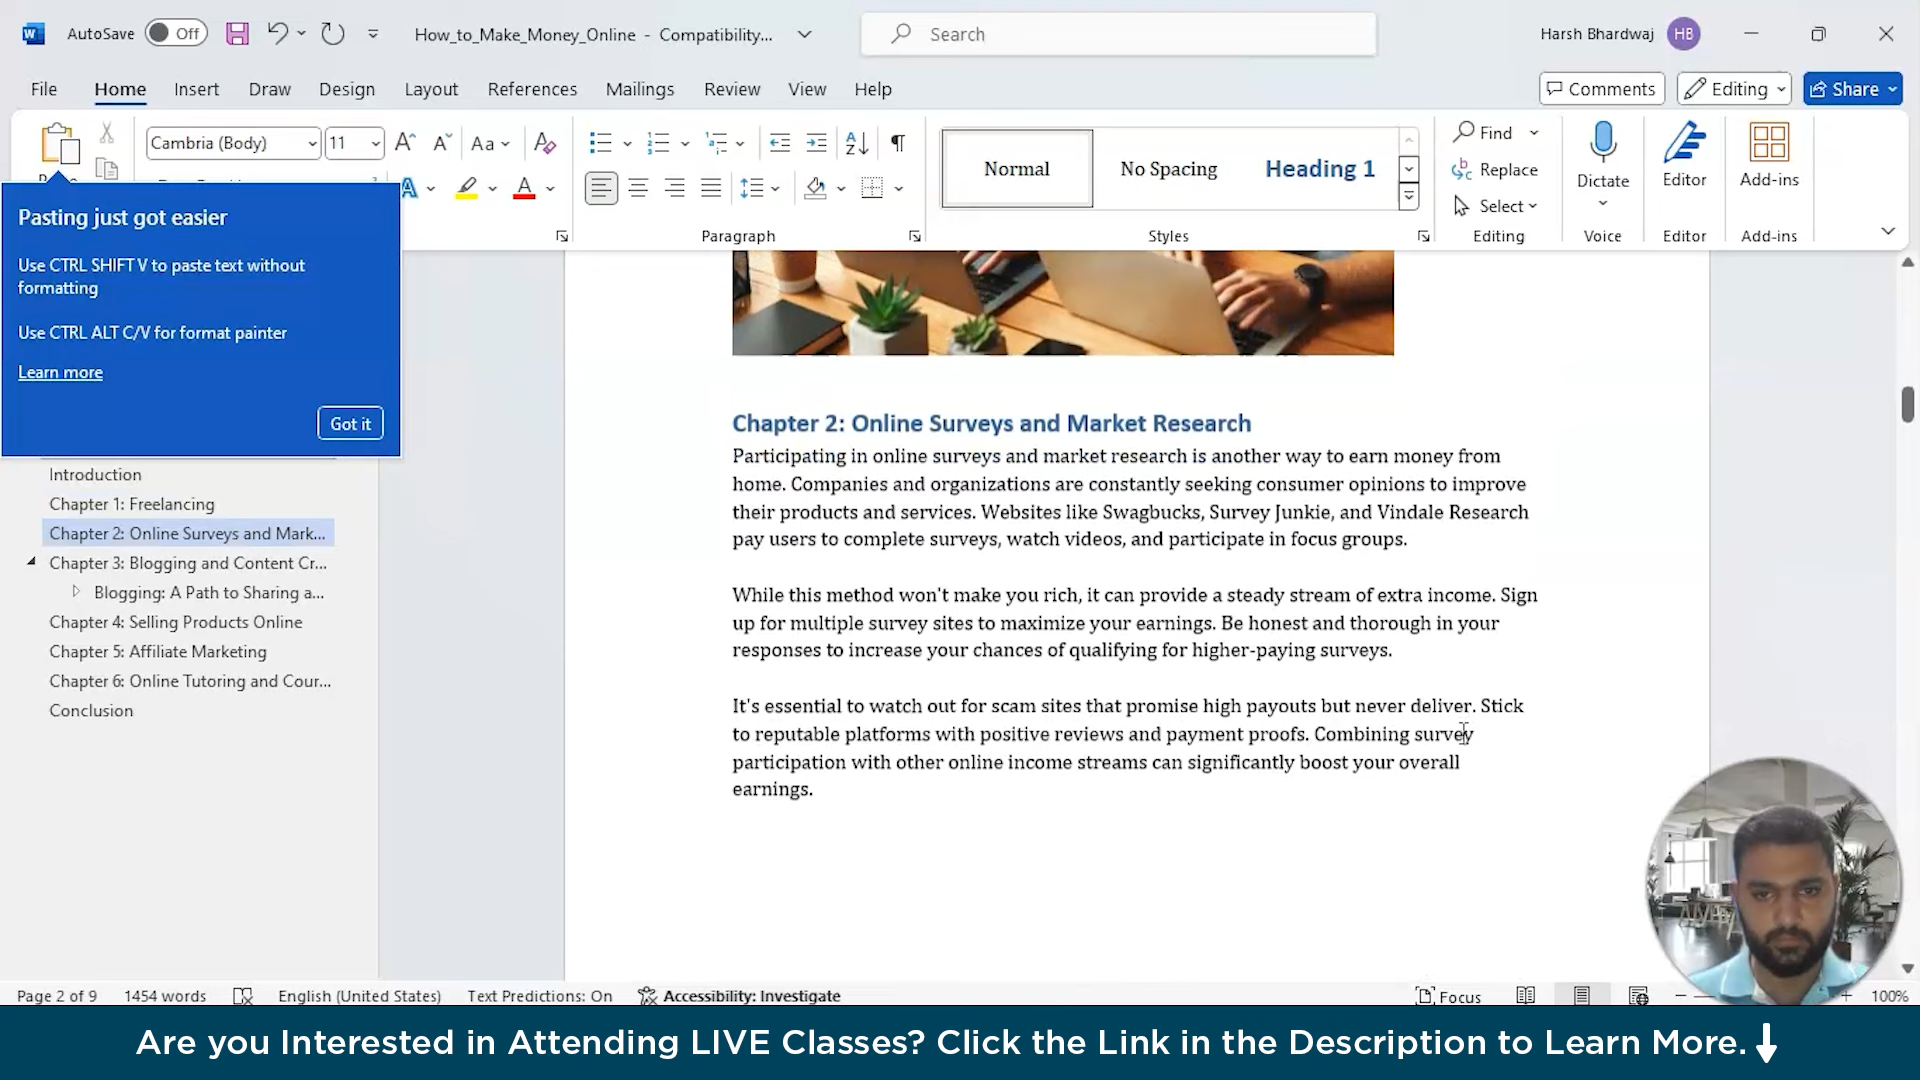 AutoSave Off How_to_Make_Money_Online - Compatibility... Search Harsh Bhardwaj HB
File Home Insert Draw Design Layout References Mailings Review View Help Comments Editing Share
Cambria (Body) 11 Aa Normal No Spacing Heading 1 Find Replace Select Dictate Editor Add-ins
Paragraph Styles Editing Voice Editor Add-ins
Pasting just got easier
Use CTRL SHIFT V to paste text without
formatting
Use CTRL ALT C/V for format painter
Learn more
Got it
Introduction
Chapter 1: Freelancing
Chapter 2: Online Surveys and Mark...
Chapter 3: Blogging and Content Cr...
Blogging: A Path to Sharing a...
Chapter 4: Selling Products Online
Chapter 5: Affiliate Marketing
Chapter 6: Online Tutoring and Cour...
Conclusion
Chapter 2: Online Surveys and Market Research
Participating in online surveys and market research is another way to earn money from
home. Companies and organizations are constantly seeking consumer opinions to improve
their products and services. Websites like Swagbucks, Survey Junkie, and Vindale Research
pay users to complete surveys, watch videos, and participate in focus groups.
While this method won't make you rich, it can provide a steady stream of extra income. Sign
up for multiple survey sites to maximize your earnings. Be honest and thorough in your
responses to increase your chances of qualifying for higher-paying surveys.
It's essential to watch out for scam sites that promise high payouts but never deliver. Stick
to reputable platforms with positive reviews and payment proofs. Combining survey
participation with other online income streams can significantly boost your overall
earnings.
Page 2 of 9 1454 words English (United States) Text Predictions: On Accessibility: Investigate Focus 100%
Are you Interested in Attending LIVE Classes? Click the Link in the Description to Learn More.